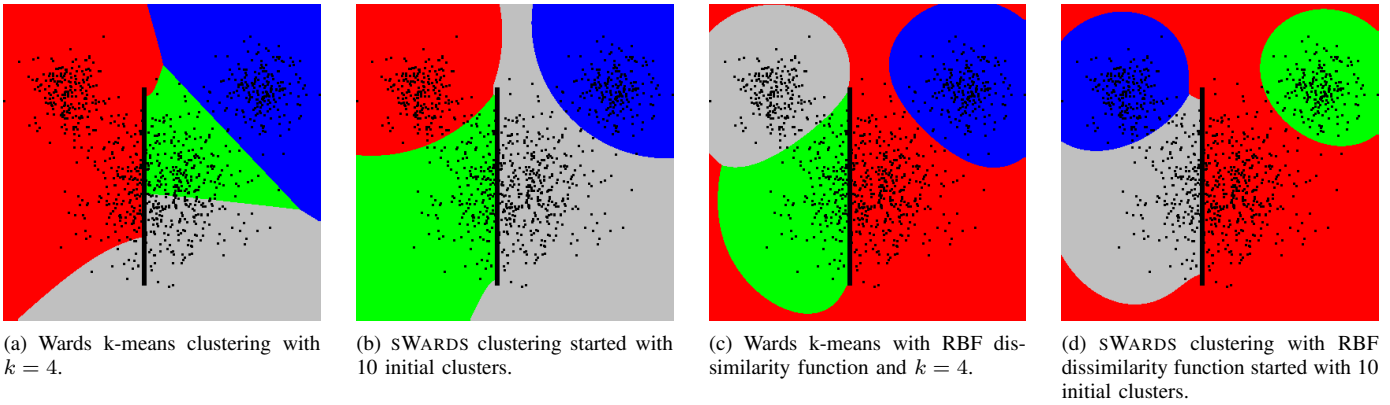 (a) Wards k-means clustering with
k = 4.
(b) SWARDS clustering started with
10 initial clusters.
(c) Wards k-means with RBF dis-
similarity function and k = 4.
(d) SWARDS clustering with RBF
dissimilarity function started with 10
initial clusters.